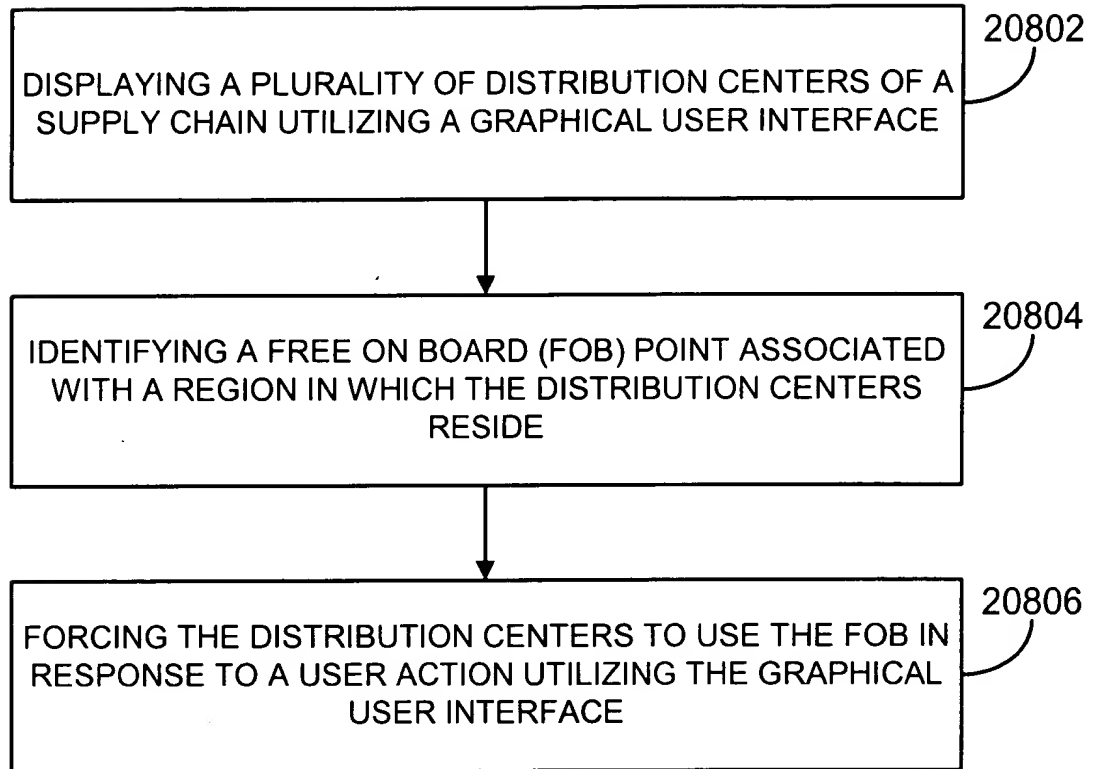 20802
DISPLAYING A PLURALITY OF DISTRIBUTION CENTERS OF A
SUPPLY CHAIN UTILIZING A GRAPHICAL USER INTERFACE
20804
IDENTIFYING A FREE ON BOARD (FOB) POINT ASSOCIATED
WITH A REGION IN WHICH THE DISTRIBUTION CENTERS
RESIDE
20806
FORCING THE DISTRIBUTION CENTERS TO USE THE FOB IN
RESPONSE TO A USER ACTION UTILIZING THE GRAPHICAL
USER INTERFACE